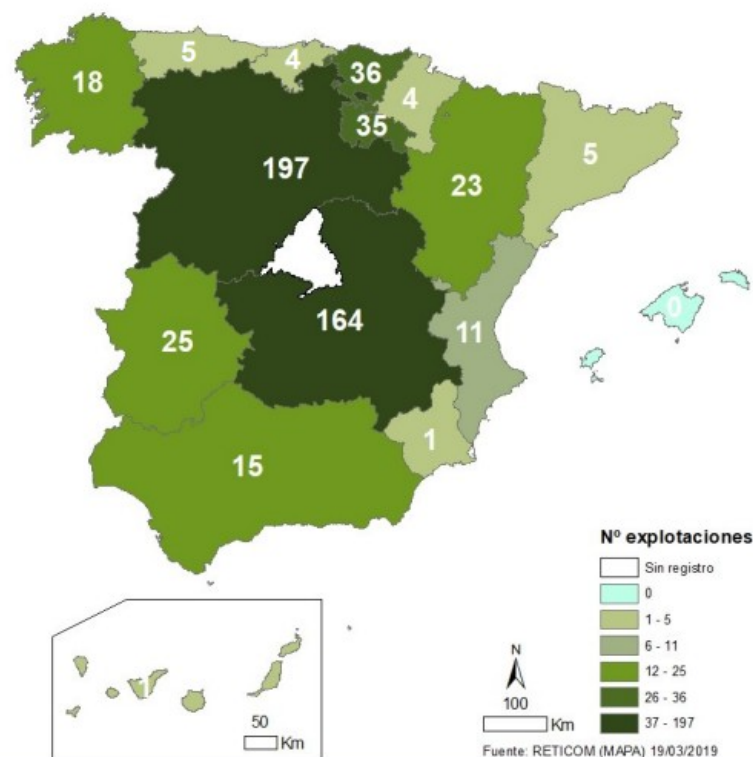 5
4
36
4
18
35
5
197
23
0
164
11
25
1
15
Nº explotaciones
Sin registro
0
1 - 5
6 - 11
12 - 25
26 - 36
37 - 197
N
100
Km
1
50
Km
Fuente: RETICOM (MAPA) 19/03/2019